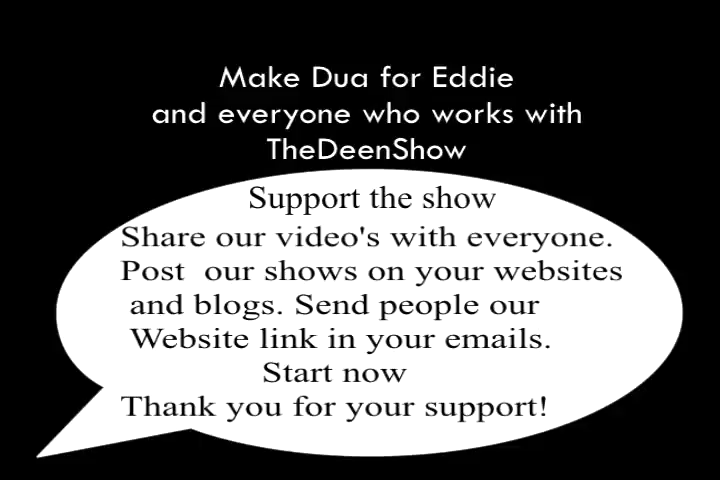 Make Dua for Eddie
and everyone who works with
TheDeenShow
Support the show
Share our video's with everyone.
Post our shows on your websites
and blogs. Send people our
Website link in your emails.
Start now
Thank you for your support!